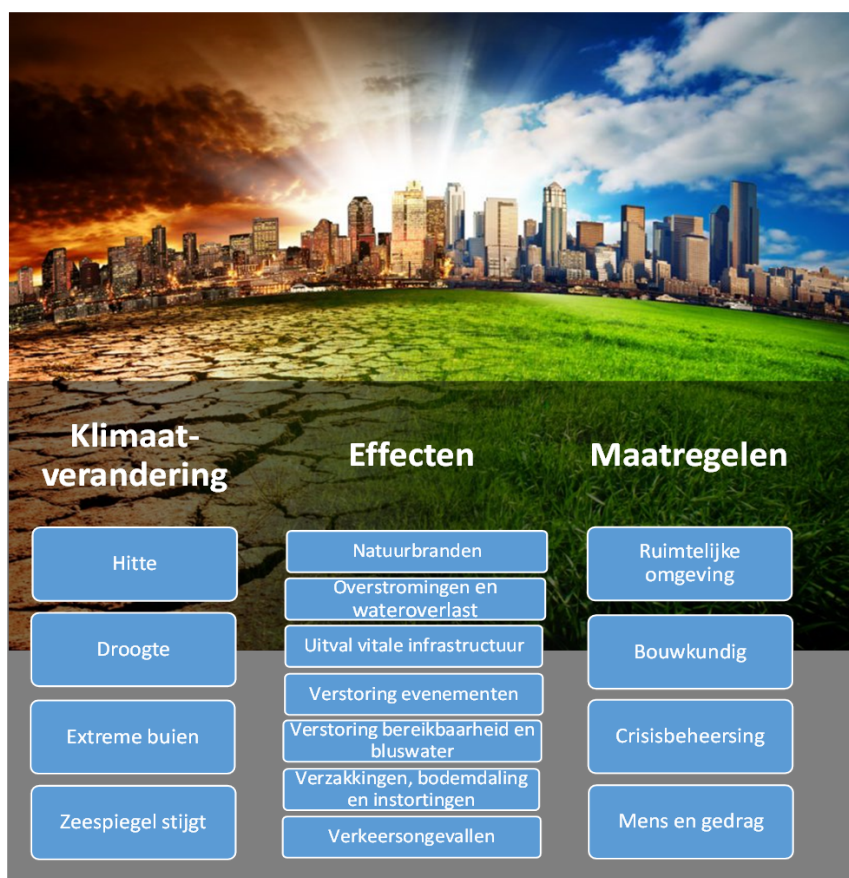 Klimaat-
verandering
Effecten
Maatregelen
Hitte
Droogte
Extreme buien
Zeespiegel stijgt
Natuurbranden
Overstromingen en
wateroverlast
Uitval vitale infrastructuur
Verstoring evenementen
Verstoring bereikbaarheid en
bluswater
Verzakkingen, bodemdaling
en instortingen
Verkeersongevallen
Ruimtelijke
omgeving
Bouwkundig
Crisisbeheersing
Mens en gedrag